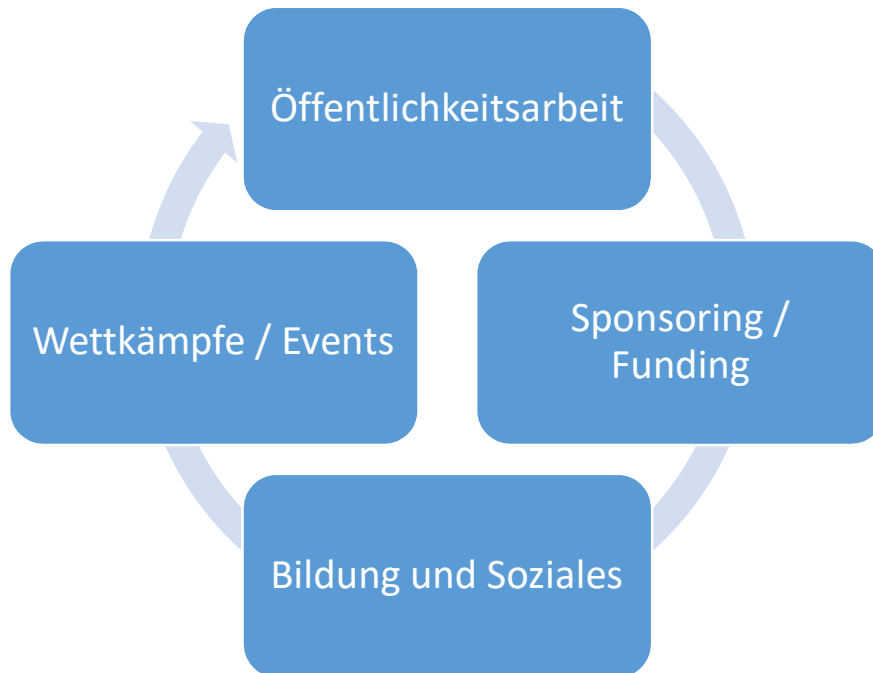 Öffentlichkeitsarbeit
Wettkämpfe / Events
Sponsoring /
Funding
Bildung und Soziales